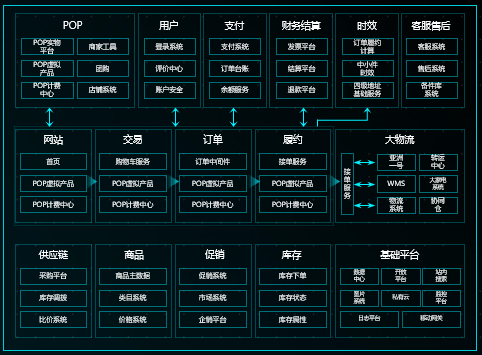 POP
用户
支付
财务结算
时效
客服售后
POP实物
平台
商家工具
登录系统
支付系统
发票平台
订单履约
计算
客服系统
POP虚拟
产品
团购
评价中心
订单台账
结算平台
中小件
时效
售后系统
POP计费
中心
店铺系统
账户安全
余额服务
退款平台
四级地址
基础服务
备件库
系统
网站
交易
订单
履约
大物流
首页
购物车服务
订单中间件
接单服务
接单服务
亚洲
一号
转运
中心
POP虚拟产品
POP虚拟产品
POP虚拟产品
POP虚拟产品
WMS
大家电
系统
POP计费中心
POP计费中心
POP计费中心
POP计费中心
物流
系统
协同
仓
供应链
商品
促销
库存
基础平台
采购平台
商品主数据
促销系统
库存下单
数据
中心
开放
平台
站内
搜索
库存调拨
类目系统
市场系统
库存状态
图片
系统
私有云
监控
平台
比价系统
价格系统
企销平台
库存属性
日志平台
移动网关